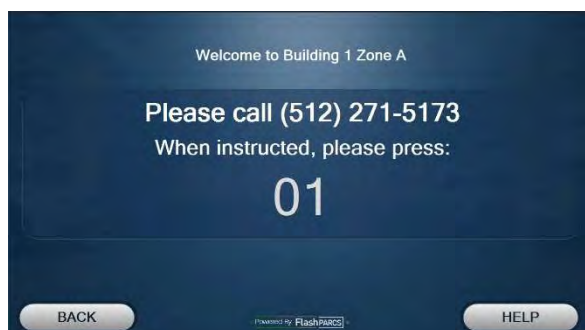 Welcome to Building 1 Zone A
Please call (512) 271-5173
When instructed, please press:
01
BACK
Powered By FlashPARCS
HELP